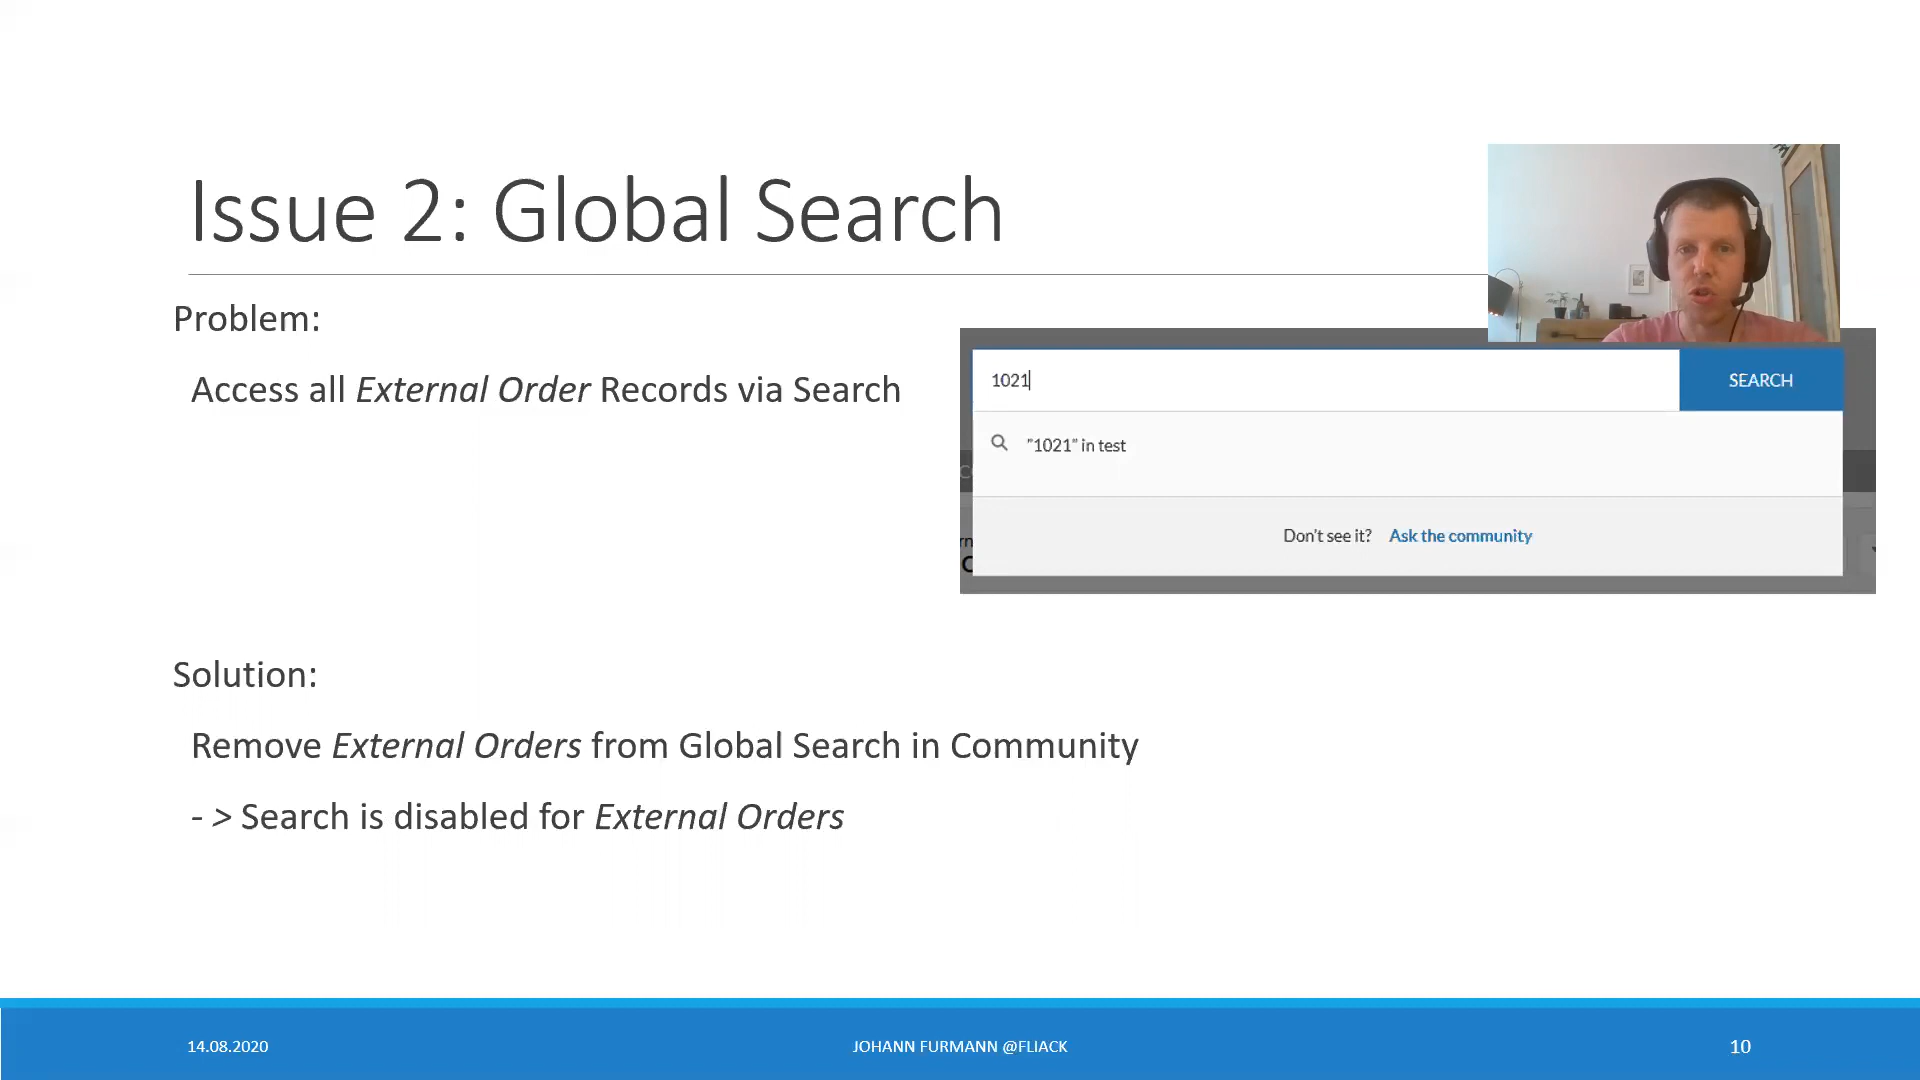 Issue 2: Global Search
Problem:
Access all External Order Records via Search
1021
SEARCH
"1021" in test
Don't see it? Ask the community
Solution:
Remove External Orders from Global Search in Community
- > Search is disabled for External Orders
14.08.2020
JOHANN FURMANN @FLIACK
10